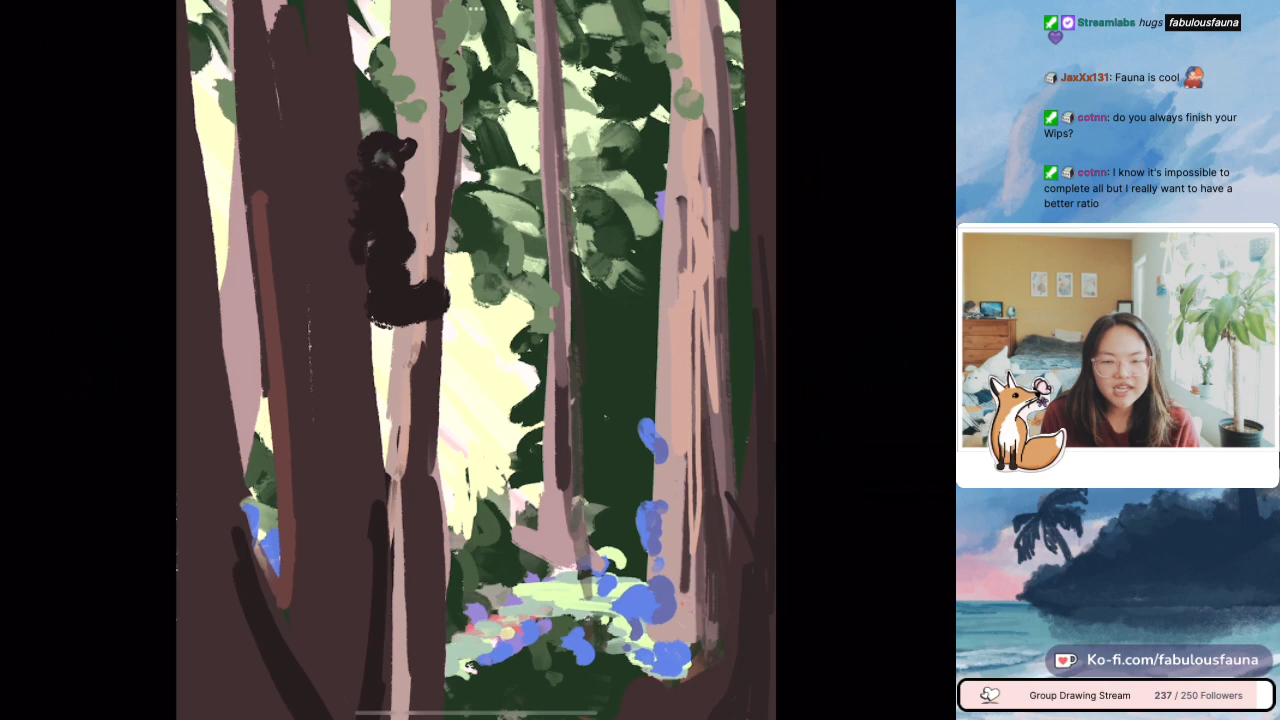 Streamlabs hugs fabulousfauna
JaxXx131: Fauna is cool
cotnn: do you always finish your
Wips?
cotnn: I know it's impossible to
complete all but I really want to have a
better ratio
Ko-fi.com/fabulousfauna
Group Drawing Stream 237 / 250 Followers